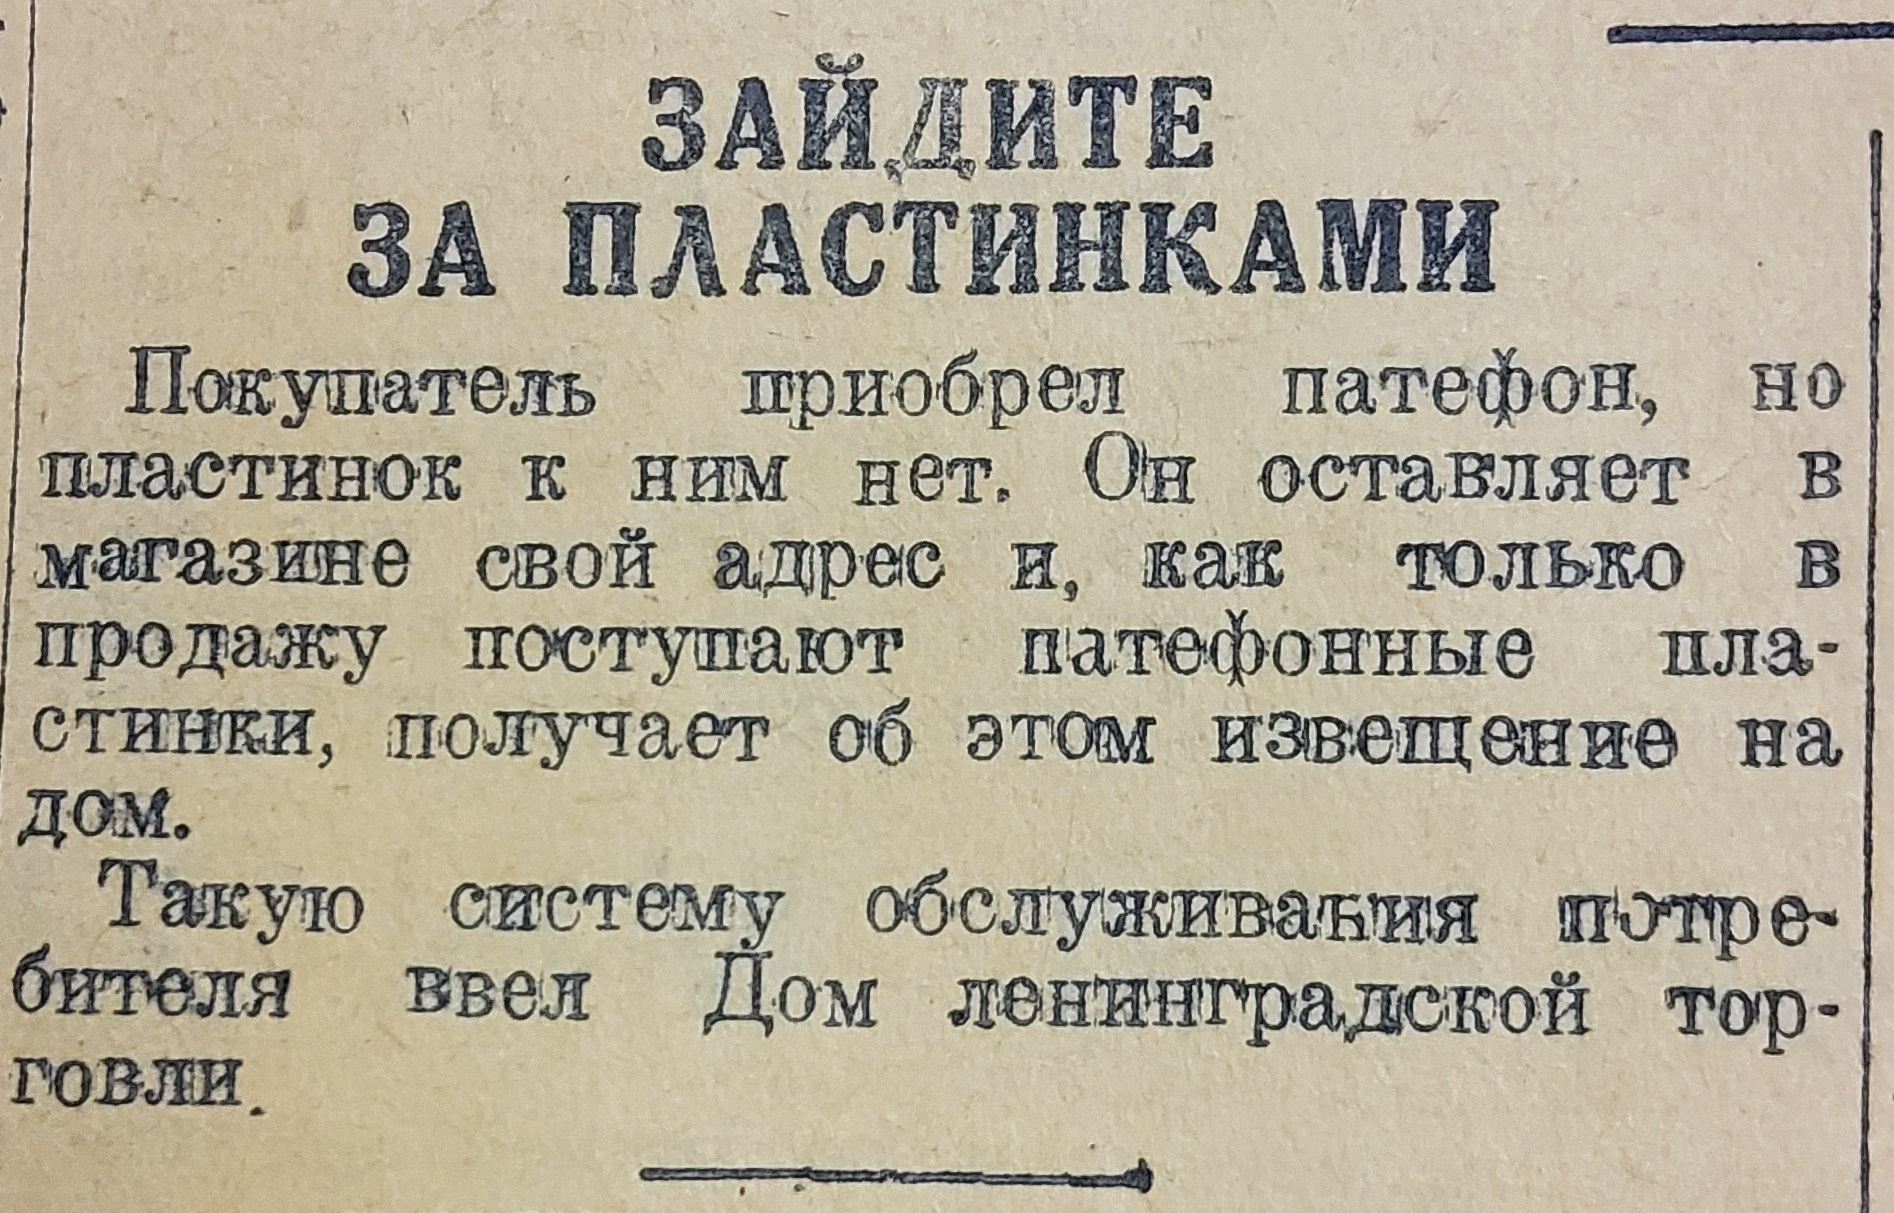 ЗАЙДИТЕ
ЗА ПЛАСТИНКАМИ
Покупатель приобрел патефон, но
пластинок к ним нет. Он оставляет в
магазине свой адрес и, как только в
продажу поступают патефонные пла-
стинки, получает об этом извещение на
дом.
Такую систему обслуживания потре-
бителя ввел Дом ленинградской тор-
говли.